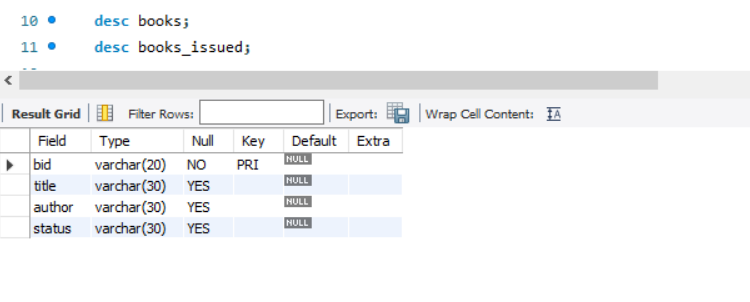 10 desc books;
11 desc books_issued;
Result Grid Filter Rows: Export: Wrap Cell Content: IA
Field Type Null Key Default Extra
bid varchar(20) NO PRI NULL
title varchar(30) YES NULL
author varchar(30) YES NULL
status varchar(30) YES NULL